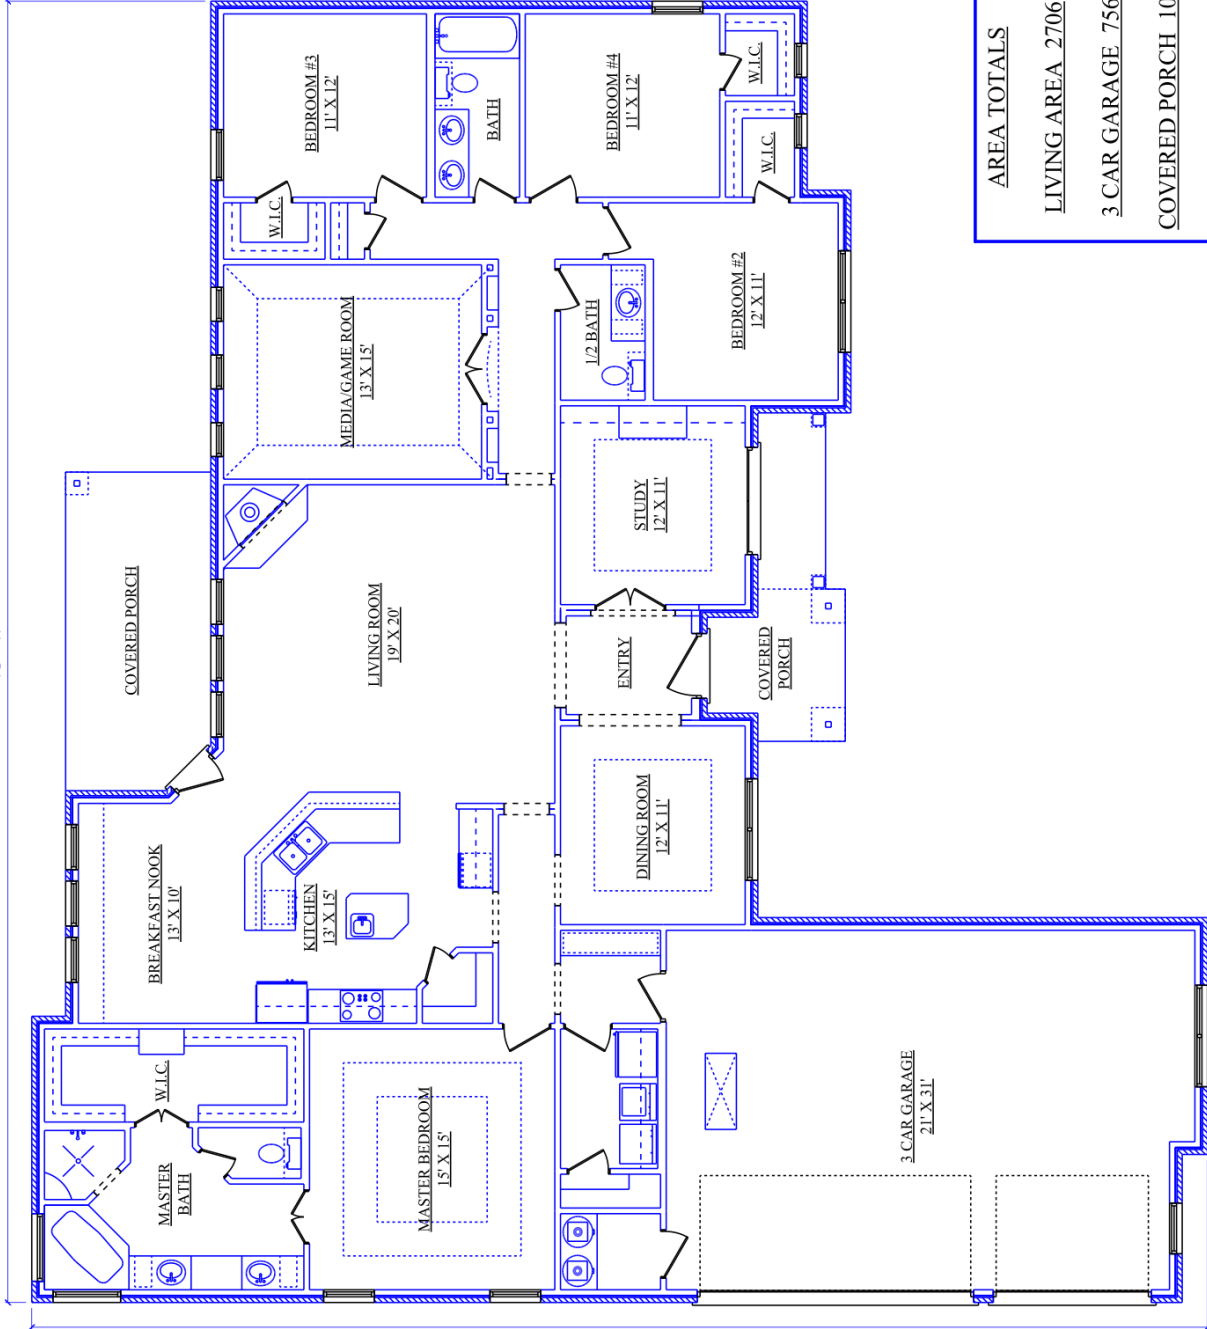 BEDROOM #3
11' X 12'
BATH
BEDROOM #4
11' X 12'
W.I.C.
W.I.C.
W.I.C.
MEDIA/GAME ROOM
13' X 15'
1/2 BATH
BEDROOM #2
12' X 11'
COVERED PORCH
LIVING ROOM
19' X 20'
STUDY
12' X 11'
ENTRY
COVERED
PORCH
BREAKFAST NOOK
13' X 10'
KITCHEN
13' X 15'
DINING ROOM
12' X 11'
W.I.C.
MASTER
BATH
MASTER BEDROOM
15' X 15'
3 CAR GARAGE
21' X 31'
AREA TOTALS
LIVING AREA 2706
3 CAR GARAGE 756
COVERED PORCH 10